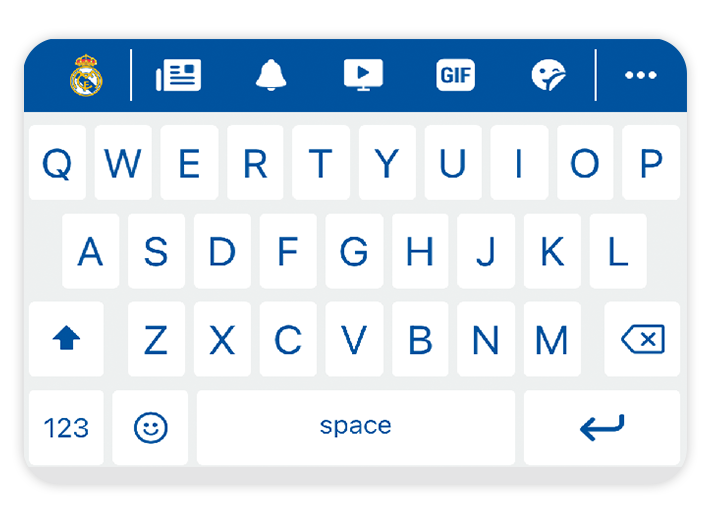 GIF
Q W E R T Y U I O P
A S D F G H J K L
Z X C V B N M
123 space